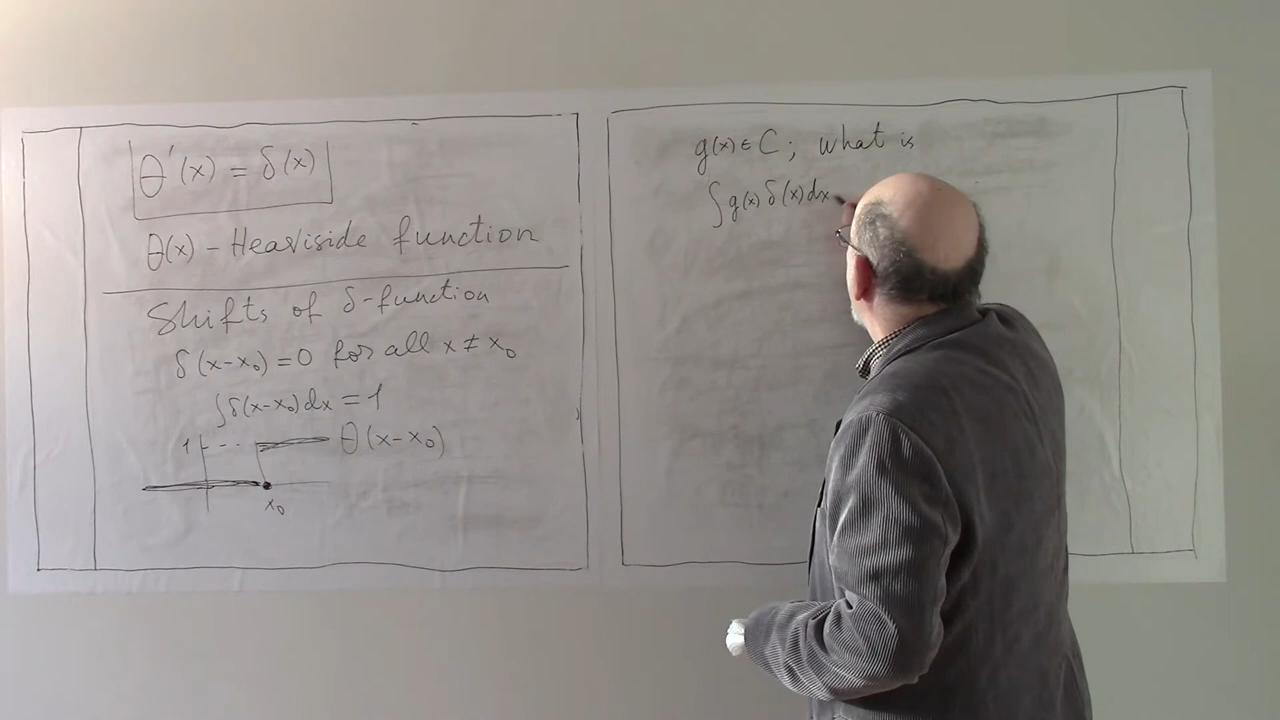 θ'(x) = δ(x)
θ(x) – Heaviside function
Shifts of δ-function
δ(x-x₀) = 0 for all x ≠ x₀
∫δ(x-x₀)dx = 1
1 θ(x-x₀)
x₀
g(x) ∈ C; what is
∫g(x)δ(x)dx